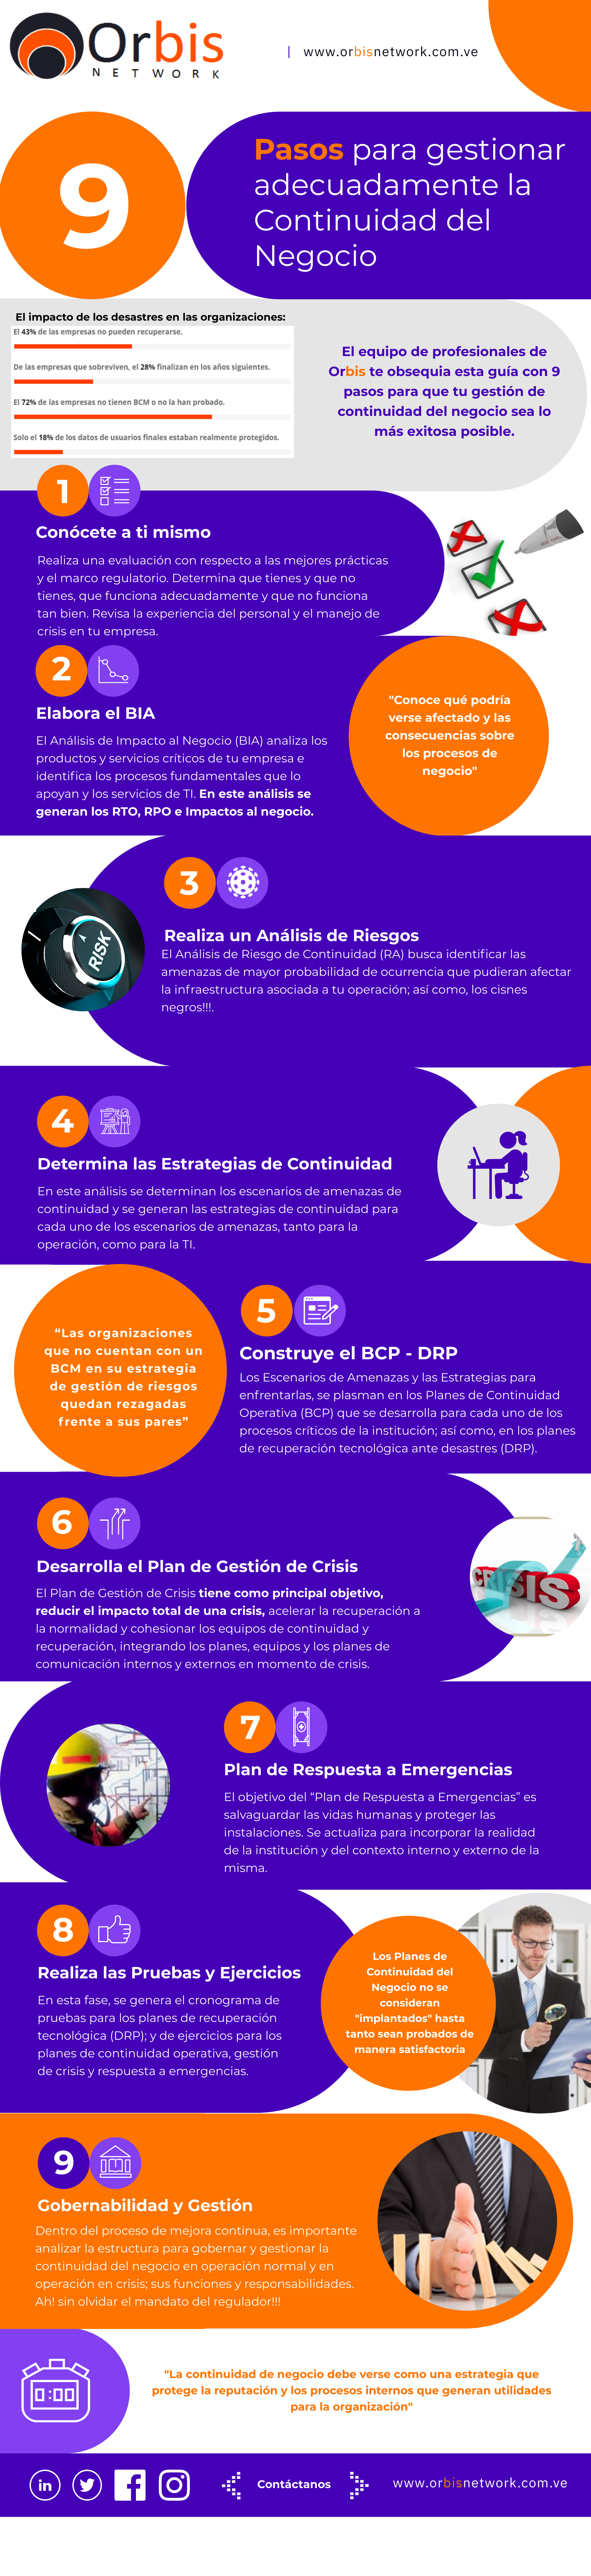 Orbis
NETWORK
| www.orbisnetwork.com.ve
9
Pasos para gestionar
adecuadamente la
Continuidad del
Negocio
El impacto de los desastres en las organizaciones:
El 43% de las empresas no pueden recuperarse.
De las empresas que sobreviven, el 28% finalizan en los años siguientes.
El 72% de las empresas no tienen BCM o no la han probado.
Solo el 18% de los datos de usuarios finales estaban realmente protegidos.
El equipo de profesionales de
Orbis te obsequia esta guía con 9
pasos para que tu gestión de
continuidad del negocio sea lo
más exitosa posible.
1
Conócete a ti mismo
Realiza una evaluación con respecto a las mejores prácticas
y el marco regulatorio. Determina que tienes y que no
tienes, que funciona adecuadamente y que no funciona
tan bien. Revisa la experiencia del personal y el manejo de
crisis en tu empresa.
2
Elabora el BIA
El Análisis de Impacto al Negocio (BIA) analiza los
productos y servicios críticos de tu empresa e
identifica los procesos fundamentales que lo
apoyan y los servicios de TI. En este análisis se
generan los RTO, RPO e Impactos al negocio.
"Conoce qué podría
verse afectado y las
consecuencias sobre
los procesos de
negocio"
3
RISK
Realiza un Análisis de Riesgos
El Análisis de Riesgo de Continuidad (RA) busca identificar las
amenazas de mayor probabilidad de ocurrencia que pudieran afectar
la infraestructura asociada a tu operación; así como, los cisnes
negros!!!.
4
Determina las Estrategias de Continuidad
En este análisis se determinan los escenarios de amenazas de
continuidad y se generan las estrategias de continuidad para
cada uno de los escenarios de amenazas, tanto para la
operación, como para la TI.
“Las organizaciones
que no cuentan con un
BCM en su estrategia
de gestión de riesgos
quedan rezagadas
frente a sus pares”
5
Construye el BCP - DRP
Los Escenarios de Amenazas y las Estrategias para
enfrentarlas, se plasman en los Planes de Continuidad
Operativa (BCP) que se desarrolla para cada uno de los
procesos críticos de la institución; así como, en los planes
de recuperación tecnológica ante desastres (DRP).
6
Desarrolla el Plan de Gestión de Crisis
El Plan de Gestión de Crisis tiene como principal objetivo,
reducir el impacto total de una crisis, acelerar la recuperación a
la normalidad y cohesionar los equipos de continuidad y
recuperación, integrando los planes, equipos y los planes de
comunicación internos y externos en momento de crisis.
CRISIS
7
Plan de Respuesta a Emergencias
El objetivo del “Plan de Respuesta a Emergencias” es
salvaguardar las vidas humanas y proteger las
instalaciones. Se actualiza para incorporar la realidad
de la institución y del contexto interno y externo de la
misma.
8
Realiza las Pruebas y Ejercicios
En esta fase, se genera el cronograma de
pruebas para los planes de recuperación
tecnológica (DRP); y de ejercicios para los
planes de continuidad operativa, gestión
de crisis y respuesta a emergencias.
Los Planes de
Continuidad del
Negocio no se
consideran
"implantados" hasta
tanto sean probados de
manera satisfactoria
9
Gobernabilidad y Gestión
Dentro del proceso de mejora continua, es importante
analizar la estructura para gobernar y gestionar la
continuidad del negocio en operación normal y en
operación en crisis; sus funciones y responsabilidades.
Ah! sin olvidar el mandato del regulador!!!
0:00
"La continuidad de negocio debe verse como una estrategia que
protege la reputación y los procesos internos que generan utilidades
para la organización"
in
Contáctanos
www.orbisnetwork.com.ve